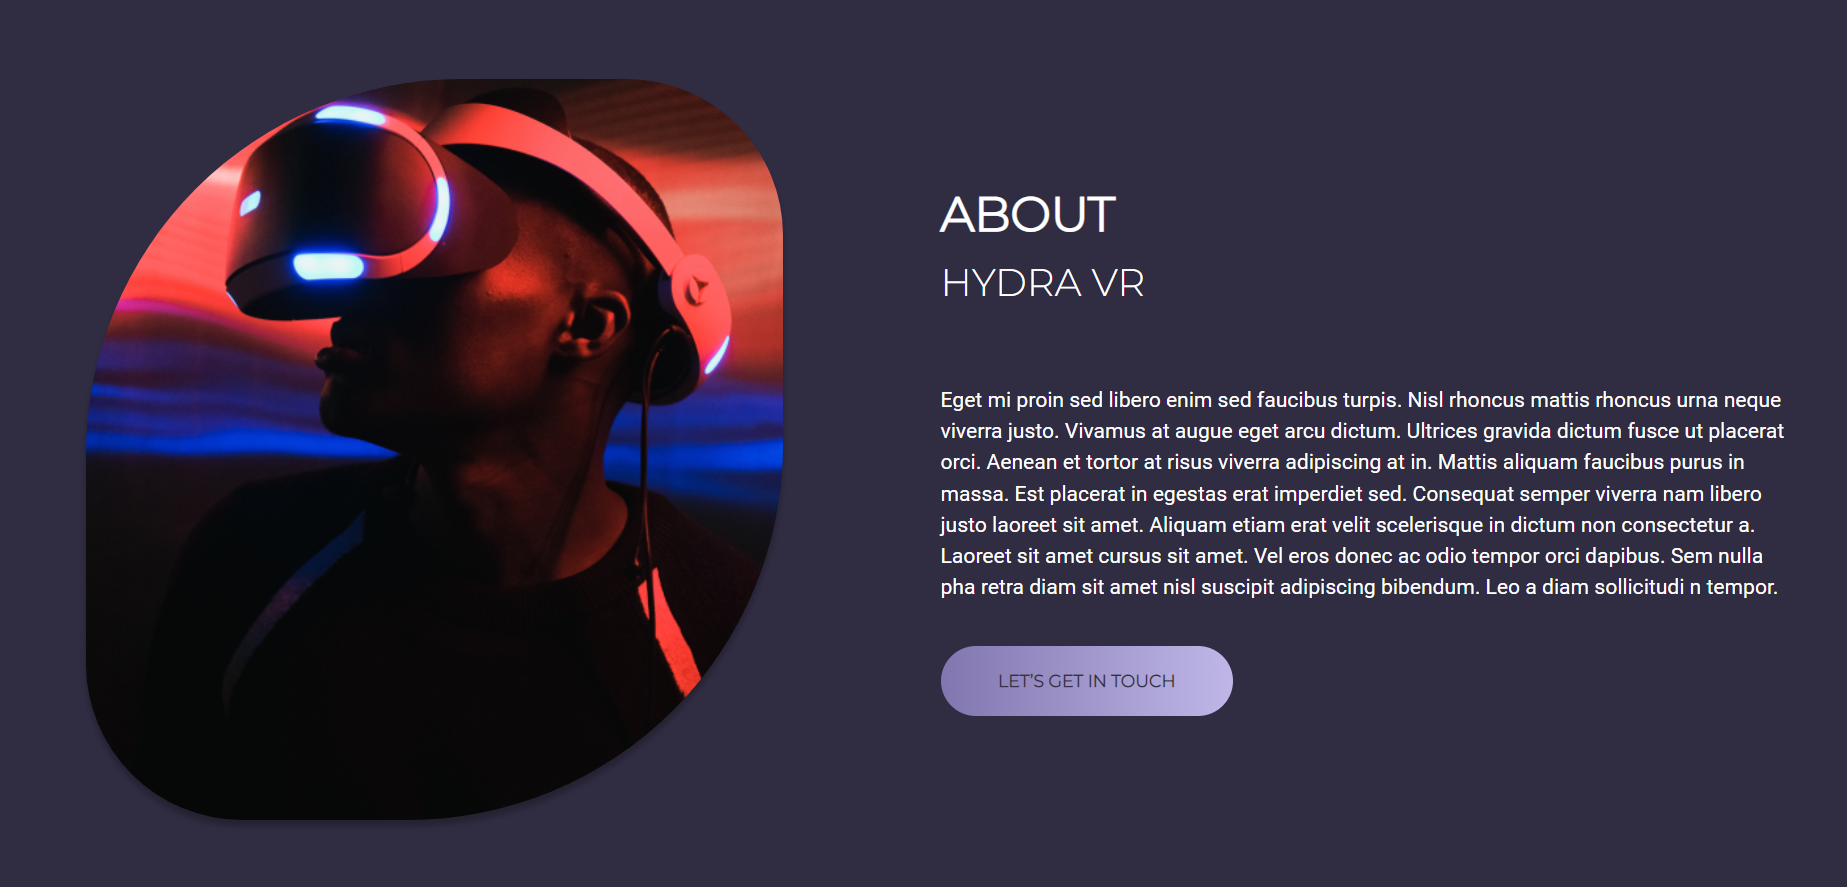 ABOUT
HYDRA VR
Eget mi proin sed libero enim sed faucibus turpis. Nisl rhoncus mattis rhoncus urna neque
viverra justo. Vivamus at augue eget arcu dictum. Ultrices gravida dictum fusce ut placerat
orci. Aenean et tortor at risus viverra adipiscing at in. Mattis aliquam faucibus purus in
massa. Est placerat in egestas erat imperdiet sed. Consequat semper viverra nam libero
justo laoreet sit amet. Aliquam etiam erat velit scelerisque in dictum non consectetur a.
Laoreet sit amet cursus sit amet. Vel eros donec ac odio tempor orci dapibus. Sem nulla
pha retra diam sit amet nisl suscipit adipiscing bibendum. Leo a diam sollicitudi n tempor.
LET'S GET IN TOUCH